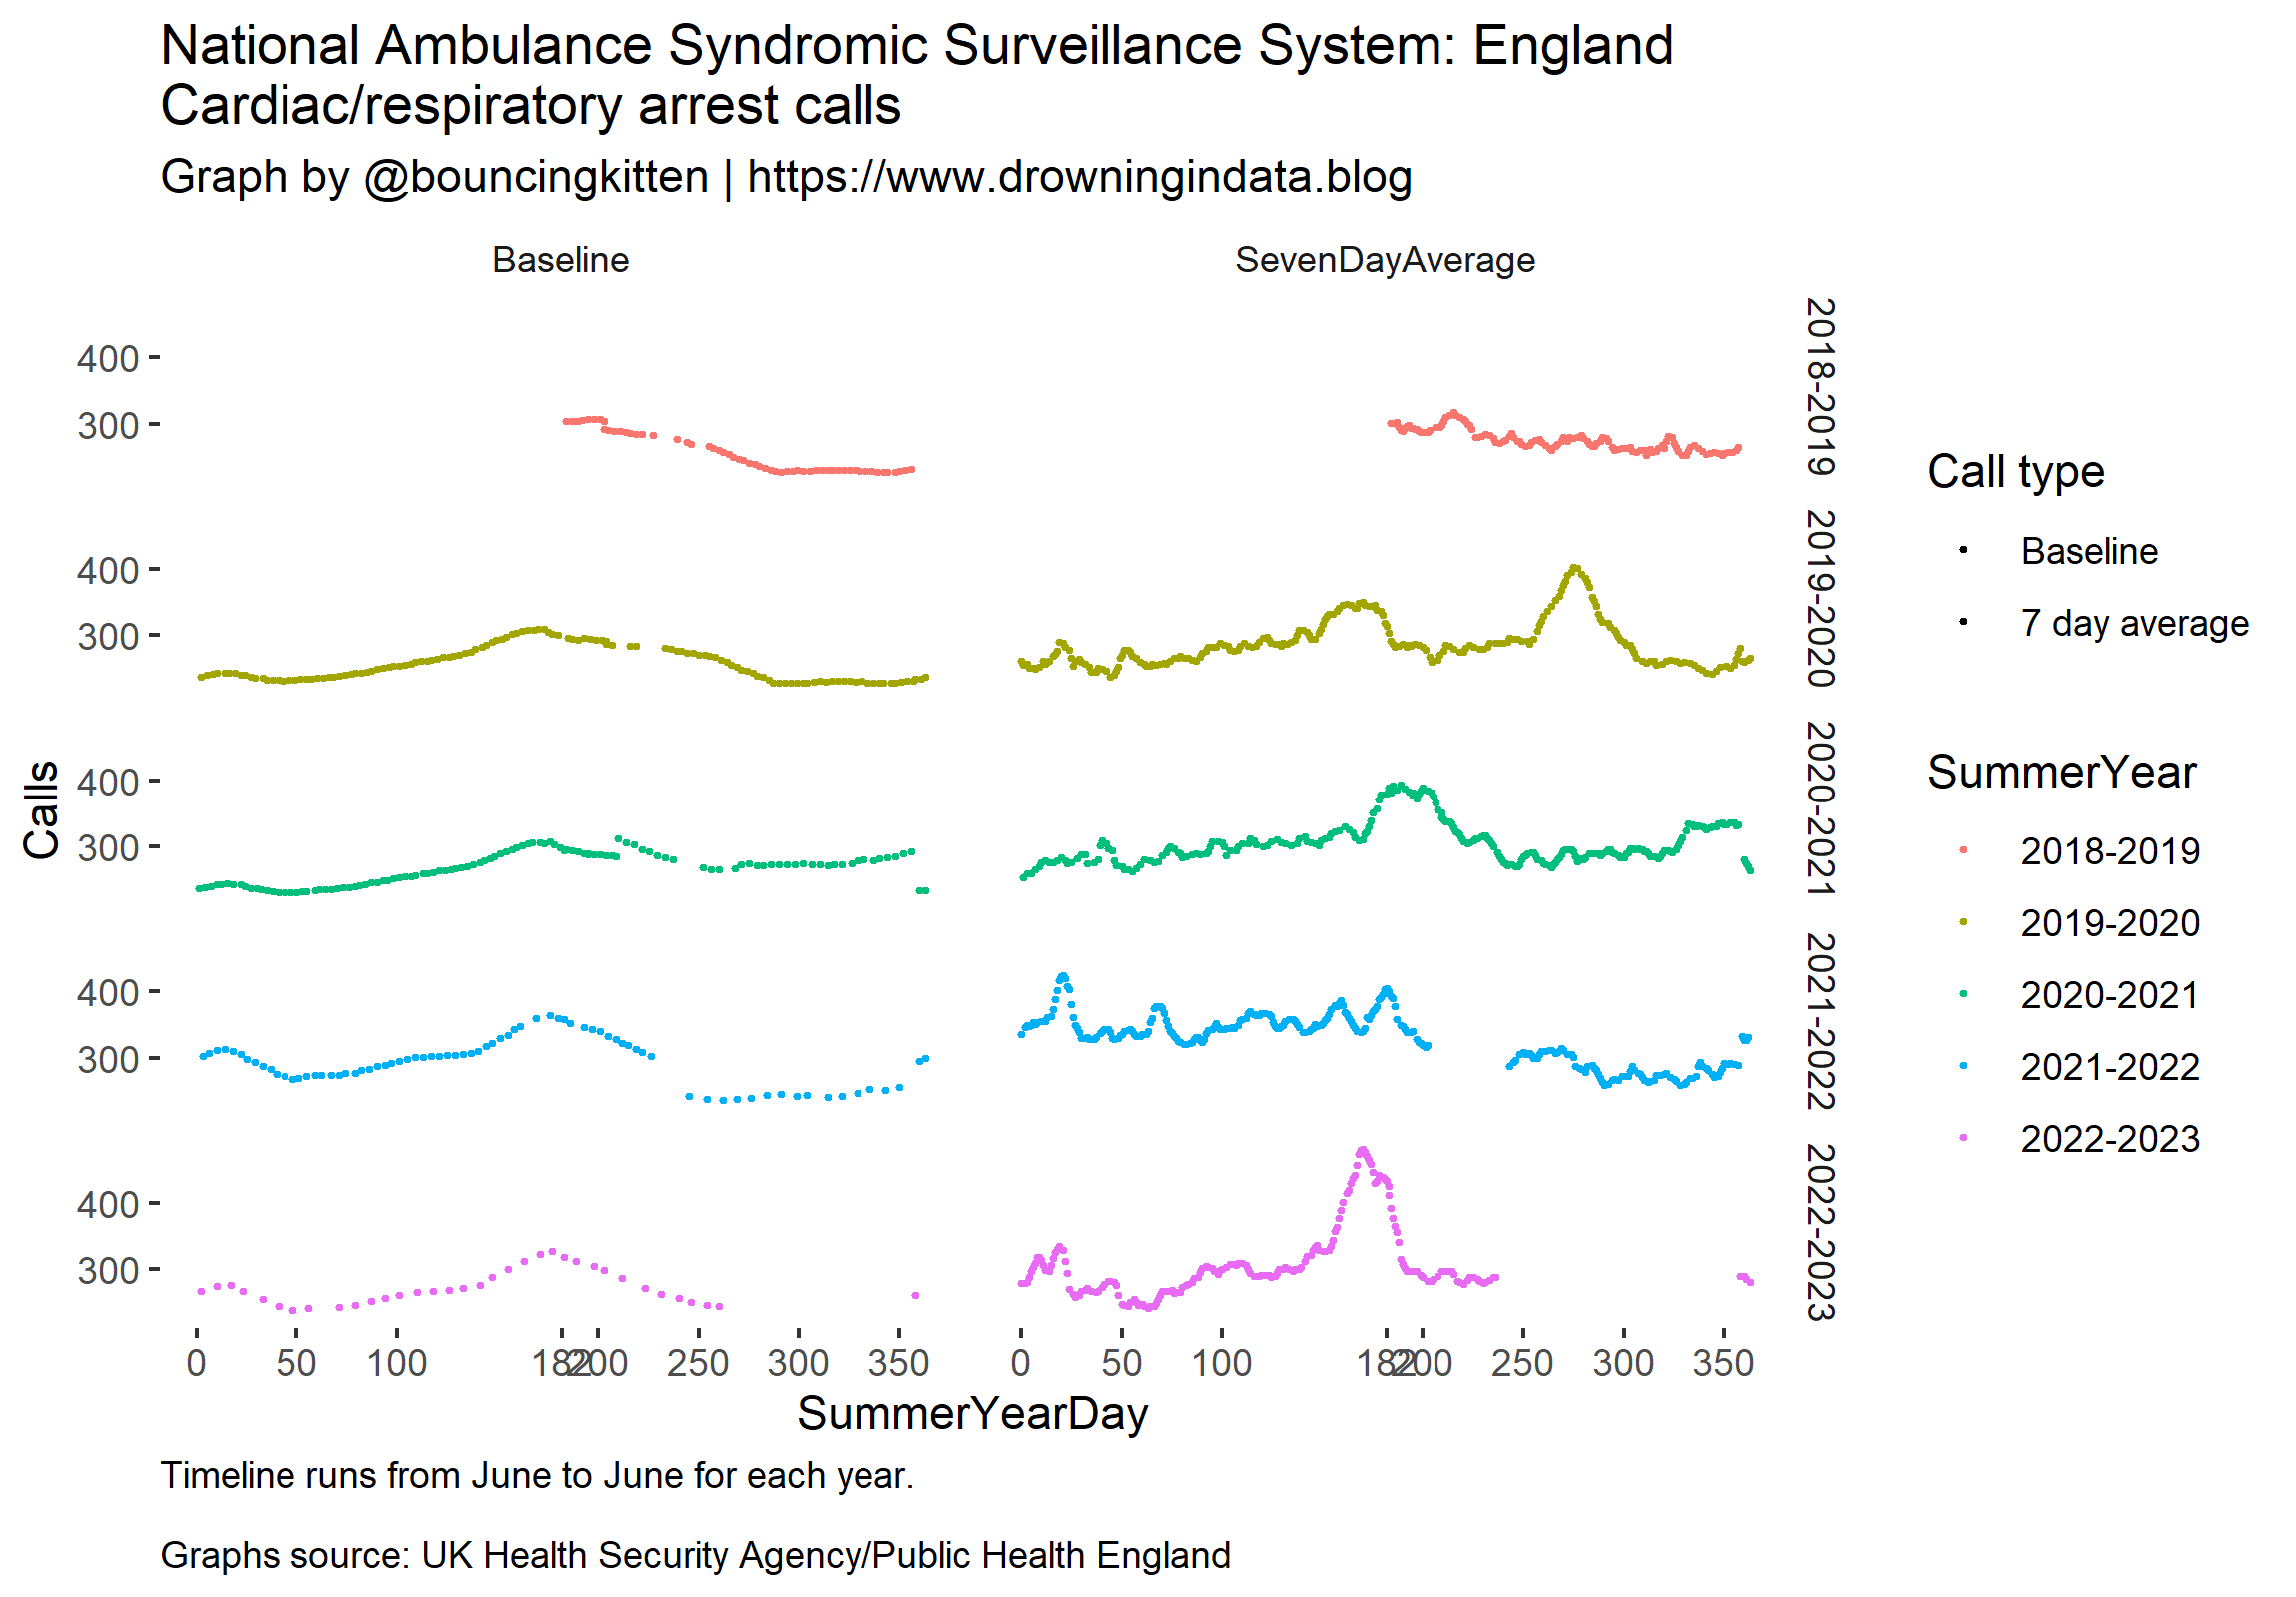 National Ambulance Syndromic Surveillance System: England
Cardiac/respiratory arrest calls
Graph by @bouncingkitten | https://www.drowningindata.blog
Baseline
SevenDayAverage
400
300
2018-2019
400
300
2019-2020
400
300
2020-2021
400
300
2021-2022
400
300
2022-2023
Calls
0 50 100 182 200 250 300 350
0 50 100 182 200 250 300 350
SummerYearDay
Call type
Baseline
7 day average
SummerYear
2018-2019
2019-2020
2020-2021
2021-2022
2022-2023
Timeline runs from June to June for each year.
Graphs source: UK Health Security Agency/Public Health England